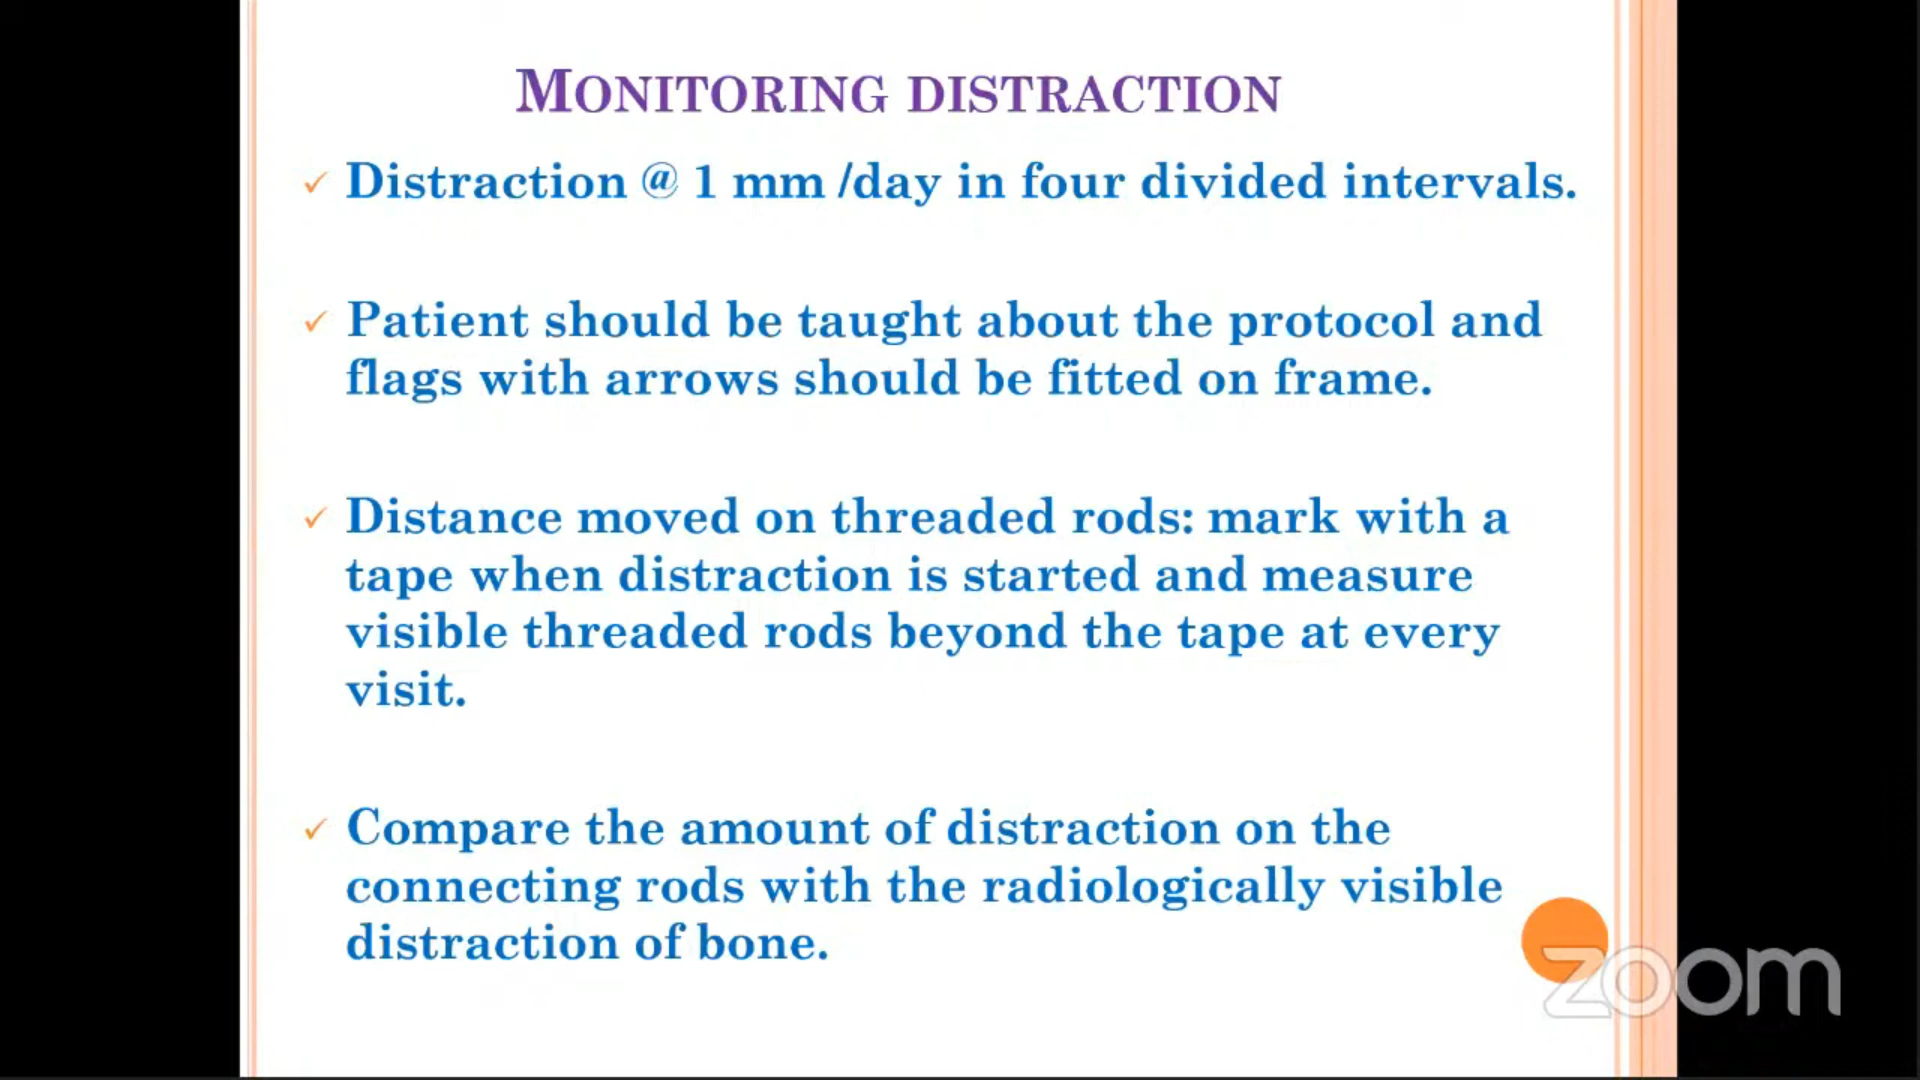 MONITORING DISTRACTION
✓ Distraction @ 1 mm /day in four divided intervals.
✓ Patient should be taught about the protocol and
flags with arrows should be fitted on frame.
✓ Distance moved on threaded rods: mark with a
tape when distraction is started and measure
visible threaded rods beyond the tape at every
visit.
✓ Compare the amount of distraction on the
connecting rods with the radiologically visible
distraction of bone.
zoom